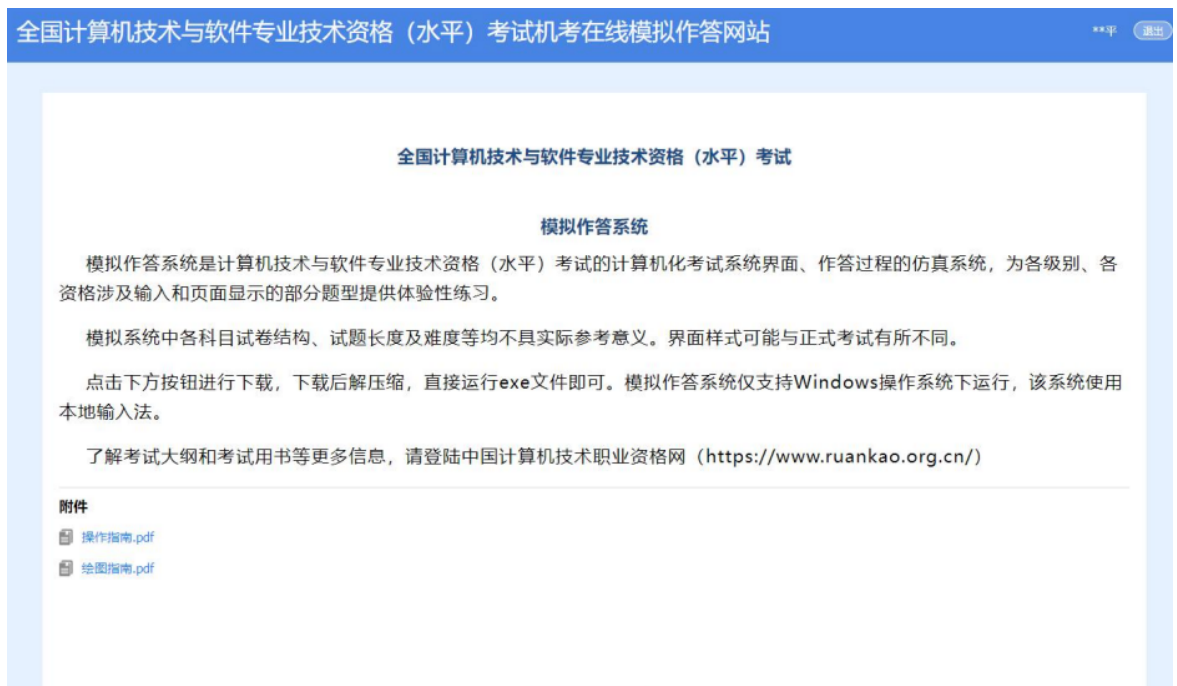 全国计算机技术与软件专业技术资格（水平）考试机考在线模拟作答网站
**平 退出
全国计算机技术与软件专业技术资格（水平）考试
模拟作答系统
模拟作答系统是计算机技术与软件专业技术资格（水平）考试的计算机化考试系统界面、作答过程的仿真系统，为各级别、各
资格涉及输入和页面显示的部分题型提供体验性练习。
模拟系统中各科目试卷结构、试题长度及难度等均不具实际参考意义。界面样式可能与正式考试有所不同。
点击下方按钮进行下载，下载后解压缩，直接运行exe文件即可。模拟作答系统仅支持Windows操作系统下运行，该系统使用
本地输入法。
了解考试大纲和考试用书等更多信息，请登陆中国计算机技术职业资格网（https://www.ruankao.org.cn/）
附件
操作指南.pdf
绘图指南.pdf